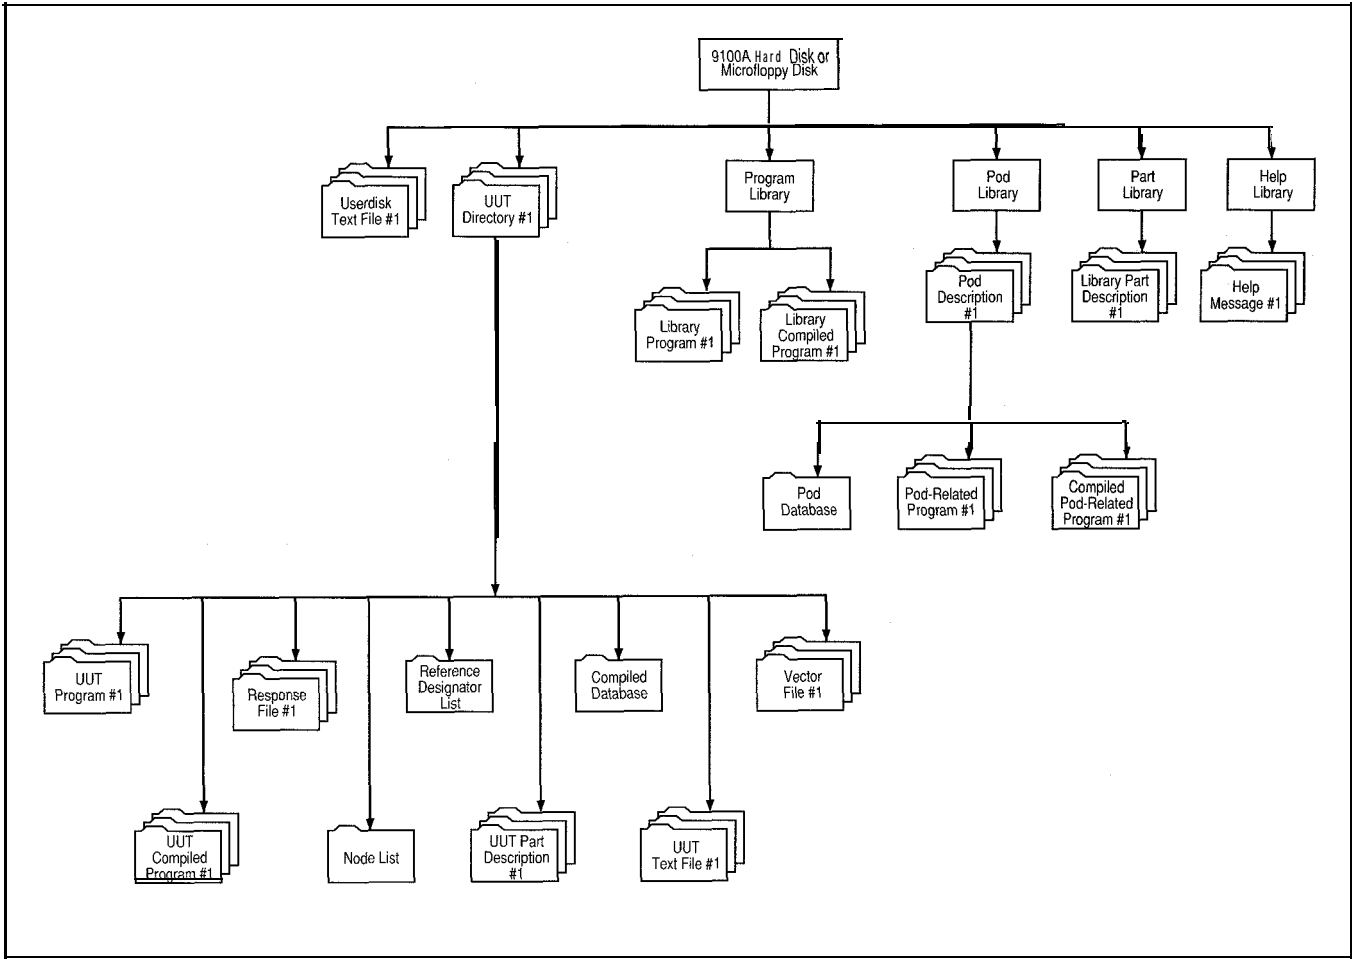 9100A Hard Disk or
Microfloppy Disk
Userdisk
Text File #1
UUT
Directory #1
Program
Library
Pod
Library
Part
Library
Help
Library
Library
Program #1
Library
Compiled
Program #1
Pod
Description
#1
Library Part
Description
#1
Help
Message #1
Pod
Database
Pod-Related
Program #1
Compiled
Pod-Related
Program #1
UUT
Program #1
Response
File #1
Reference
Designator
List
Compiled
Database
Vector
File #1
UUT
Compiled
Program #1
Node List
UUT Part
Description
#1
UUT
Text File #1